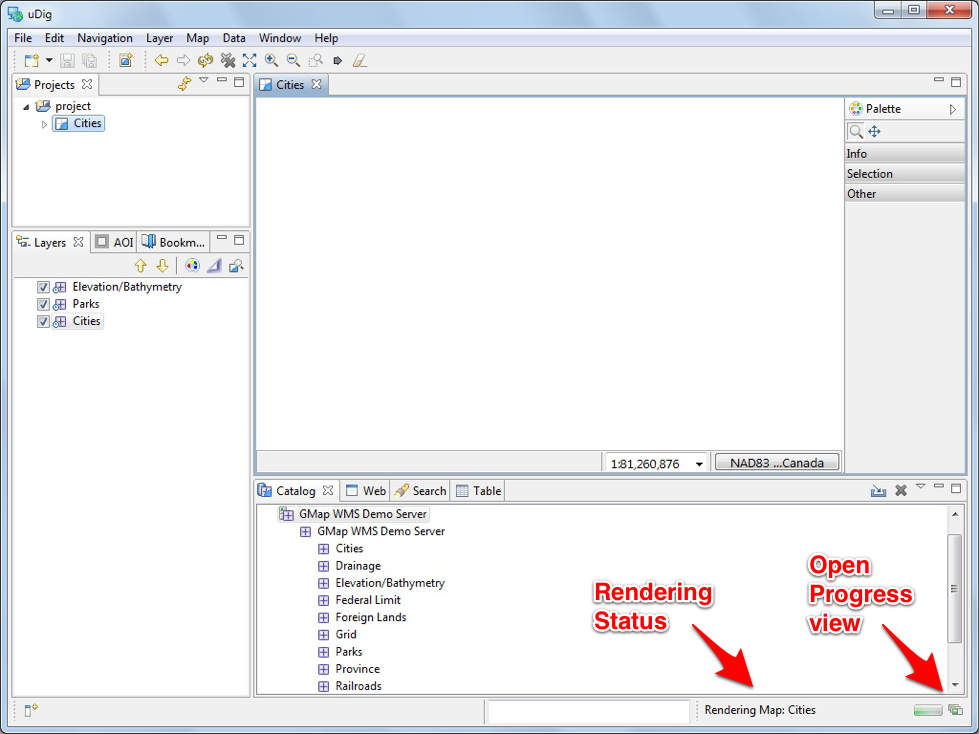 uDig
File Edit Navigation Layer Map Data Window Help
Projects
project
Cities
Layers AOI Bookm...
Elevation/Bathymetry
Parks
Cities
Cities
Palette
Info
Selection
Other
1:81,260,876 NAD83 ...Canada
Catalog Web Search Table
GMap WMS Demo Server
GMap WMS Demo Server
Cities
Drainage
Elevation/Bathymetry
Federal Limit
Foreign Lands
Grid
Parks
Province
Railroads
Rendering
Status
Open
Progress
view
Rendering Map: Cities